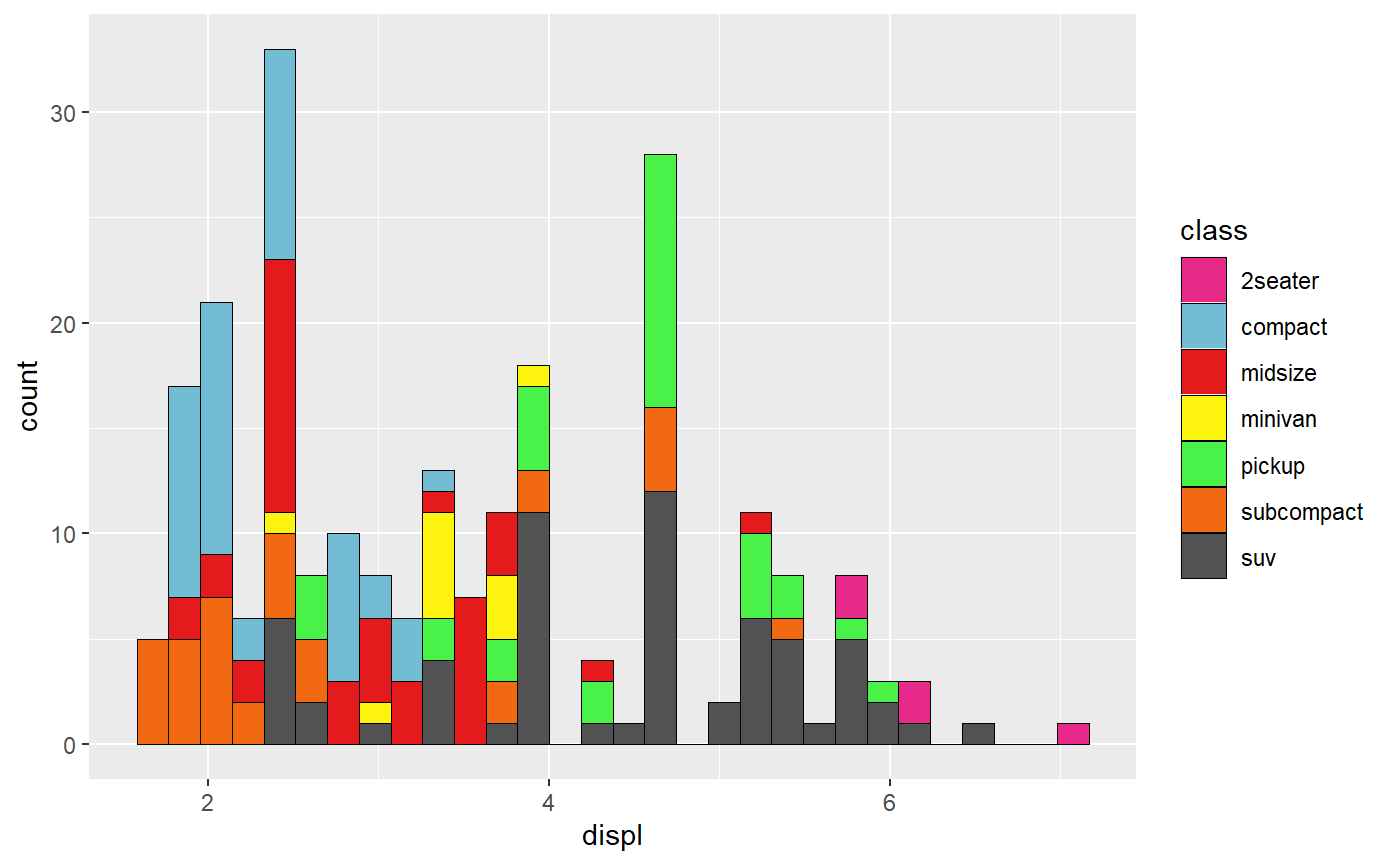 30
20
10
0
count
2 4 6
displ
class
2seater
compact
midsize
minivan
pickup
subcompact
suv